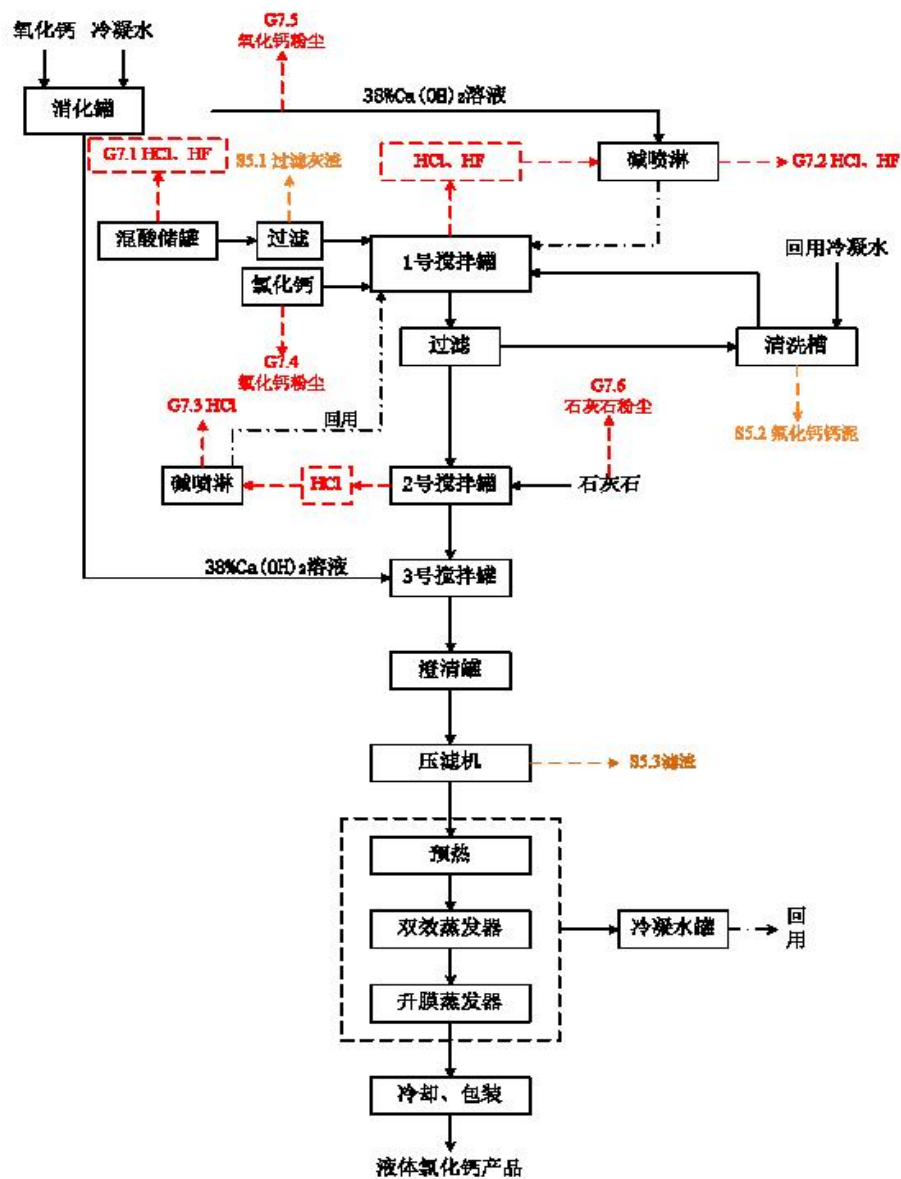 G7.5
氧化钙粉尘
氧化钙
冷凝水
38%Ca(OH)₂溶液
消化罐
G7.1 HCl、HF
S5.1 过滤灰渣
HCl、HF
碱喷淋
G7.2 HCl、HF
混酸储罐
过滤
1号搅拌罐
回用冷凝水
氯化钙
过滤
清洗槽
G7.4
氯化钙粉尘
G7.3 HCl
回用
G7.6
石灰石粉尘
S5.2 氟化钙钙泥
碱喷淋
HCl
2号搅拌罐
石灰石
38%Ca(OH)₂溶液
3号搅拌罐
澄清罐
压滤机
S5.3滤渣
预热
双效蒸发器
冷凝水罐
回
用
升膜蒸发器
冷却、包装
液体氯化钙产品